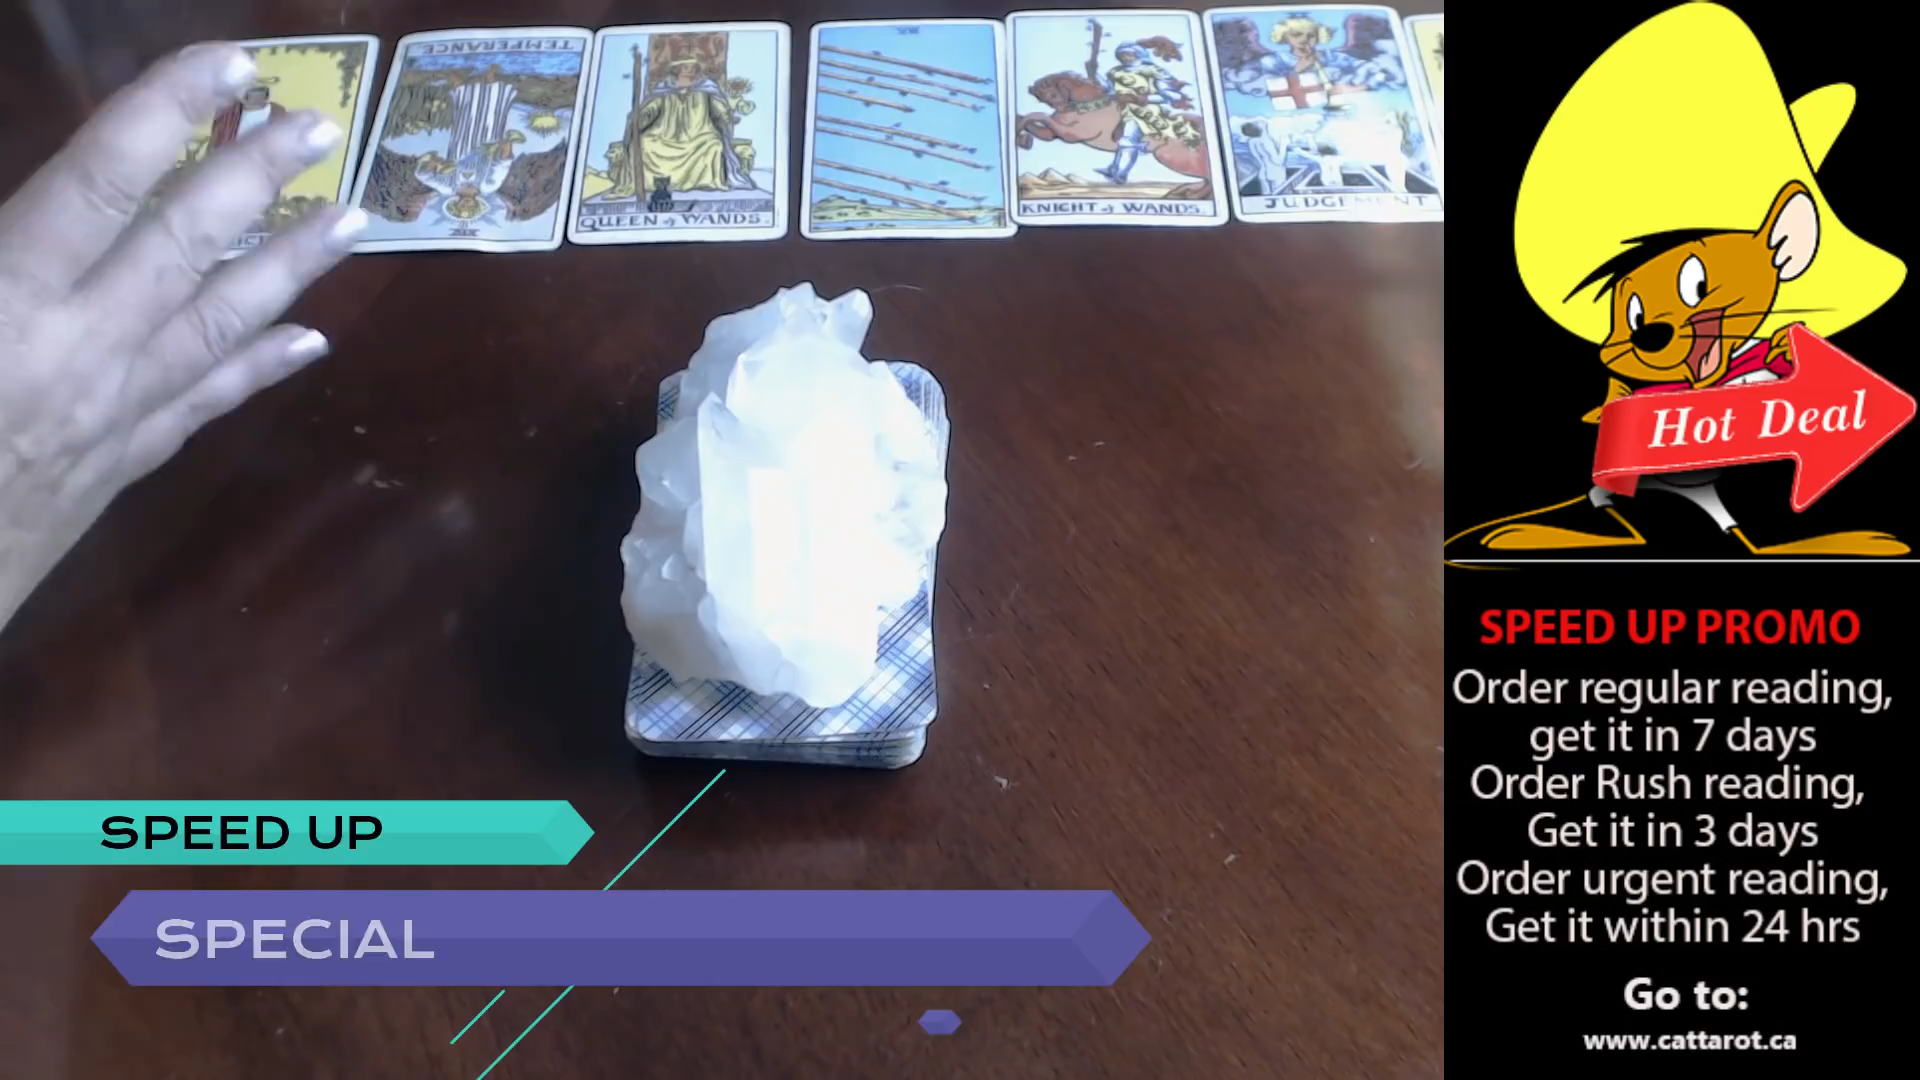 TEMPERANCE
XIV
QUEEN of WANDS.
KNIGHT of WANDS.
JUDGEMENT
SPEED UP
SPECIAL
Hot Deal
SPEED UP PROMO
Order regular reading,
get it in 7 days
Order Rush reading,
Get it in 3 days
Order urgent reading,
Get it within 24 hrs
Go to:
www.cattarot.ca